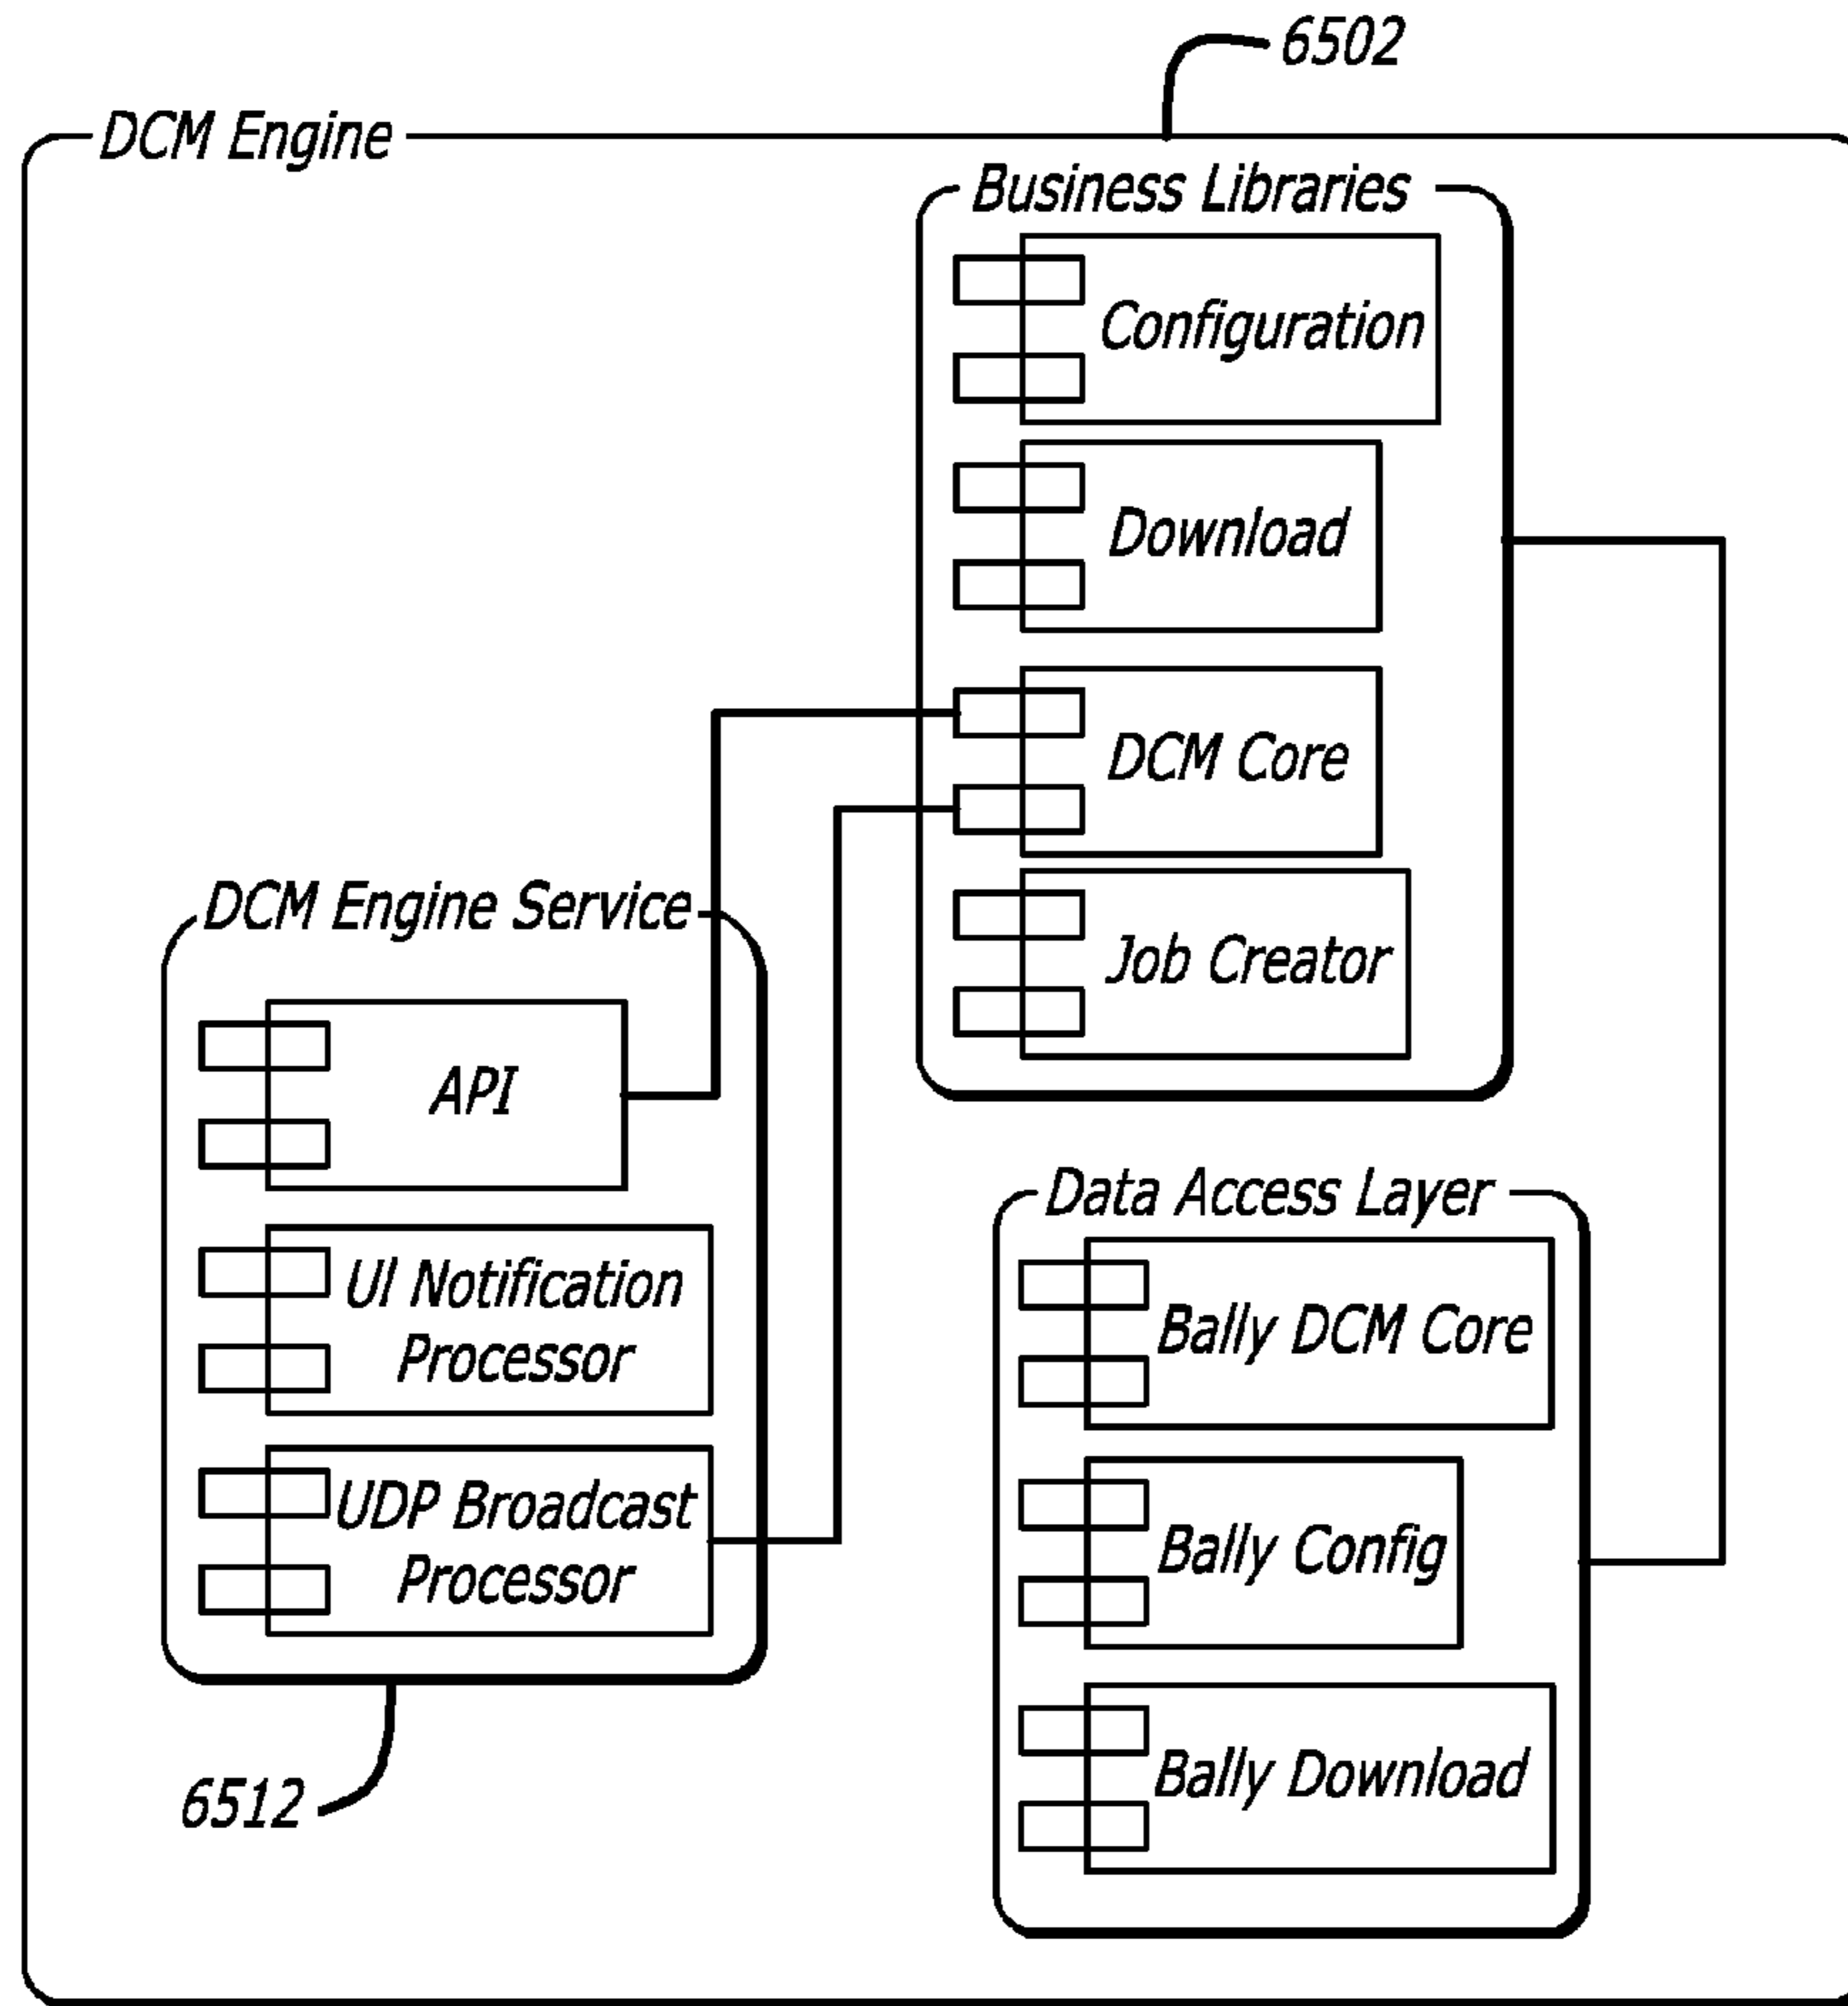 6502
DCM Engine
Business Libraries
Configuration
Download
DCM Core
Job Creator
DCM Engine Service
API
UI Notification
Processor
UDP Broadcast
Processor
6512
Data Access Layer
Bally DCM Core
Bally Config
Bally Download